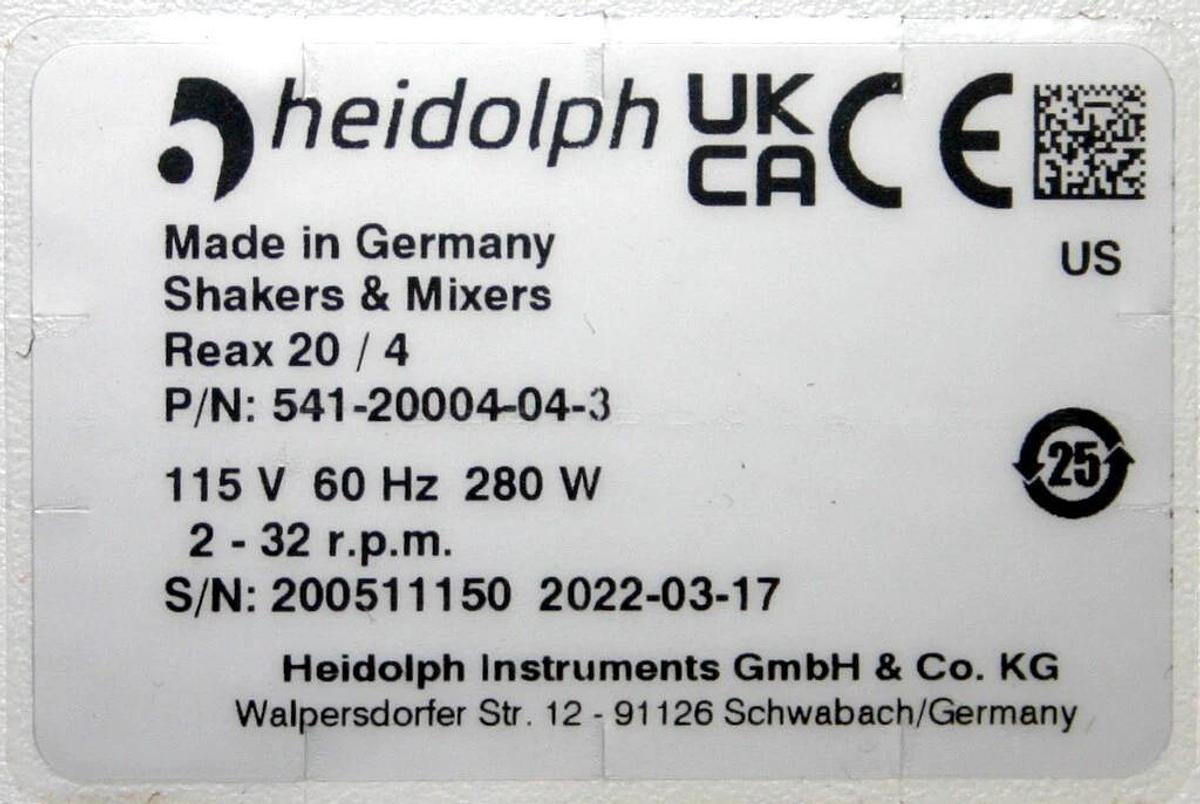 heidolph UK CA CE
Made in Germany
US
Shakers & Mixers
Reax 20 / 4
P/N: 541-20004-04-3
25
115 V 60 Hz 280 W
2 - 32 r.p.m.
S/N: 200511150 2022-03-17
Heidolph Instruments GmbH & Co. KG
Walpersdorfer Str. 12 - 91126 Schwabach/Germany